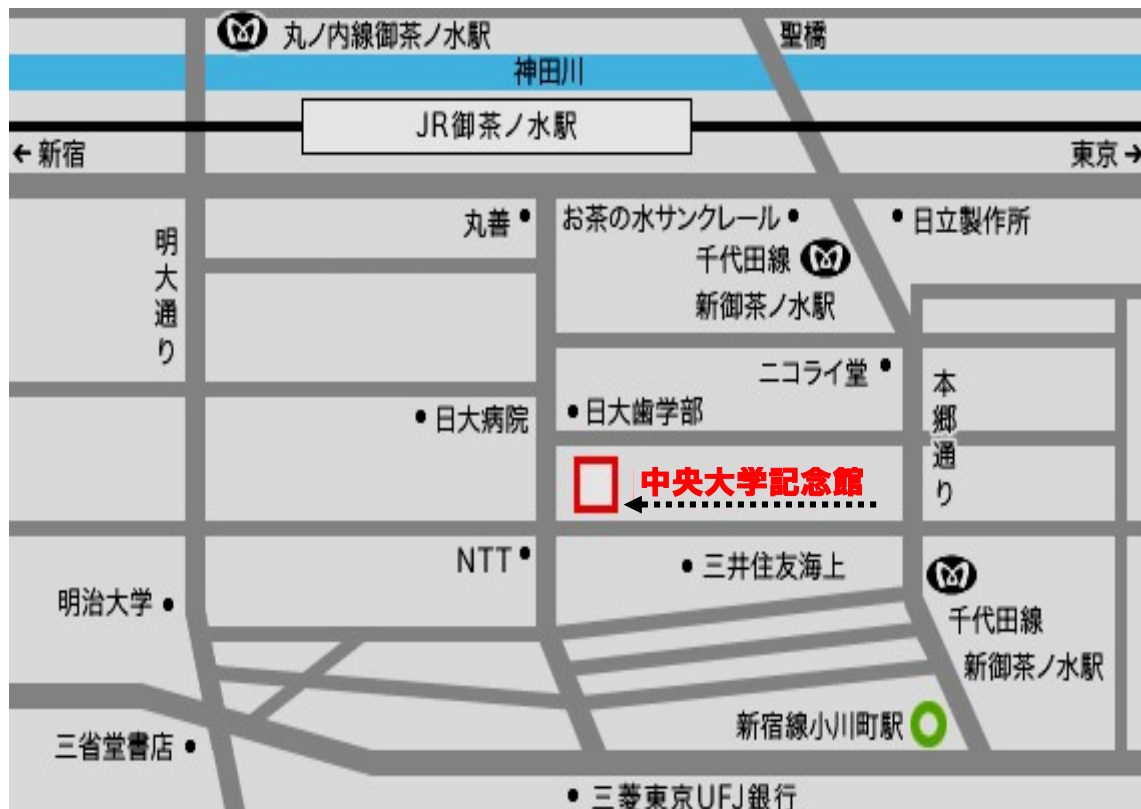 丸ノ内線御茶ノ水駅
聖橋
神田川
JR御茶ノ水駅
←新宿
東京→
丸善
お茶の水サンクレール
日立製作所
明大通り
千代田線
新御茶ノ水駅
ニコライ堂
本郷通り
日大病院
日大歯学部
中央大学記念館
NTT
三井住友海上
明治大学
千代田線
新御茶ノ水駅
新宿線小川町駅
三省堂書店
三菱東京UFJ銀行